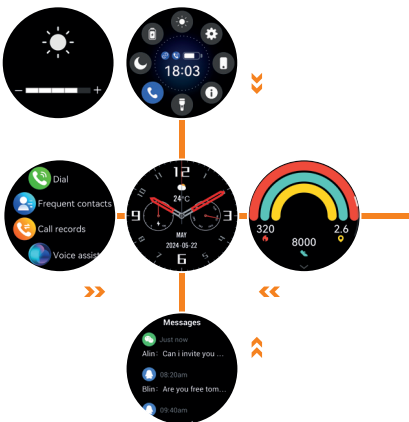 18:03
- +
Dial
Frequent contacts
Call records
Voice assist
12
24°C
9 3
MAY
2024-05-22
6
320 2.6
8000
Messages
Just now
Alin: Can i invite you ...
08:20am
Blin: Are you free tom...
09:40am